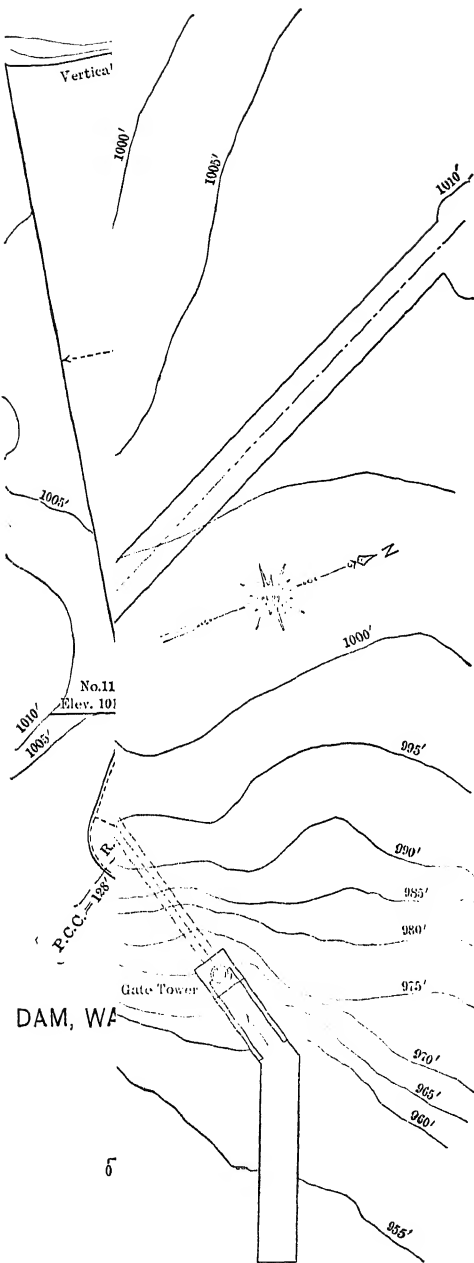 Vertical
1000'
1005'
1010'
1005'
N
1000'
No.11
Elev. 101
1010'
1005'
995'
R.
990'
P.C.C.=128'
985'
980'
Gate Tower
975'
DAM, WA
970'
965'
960'
955'